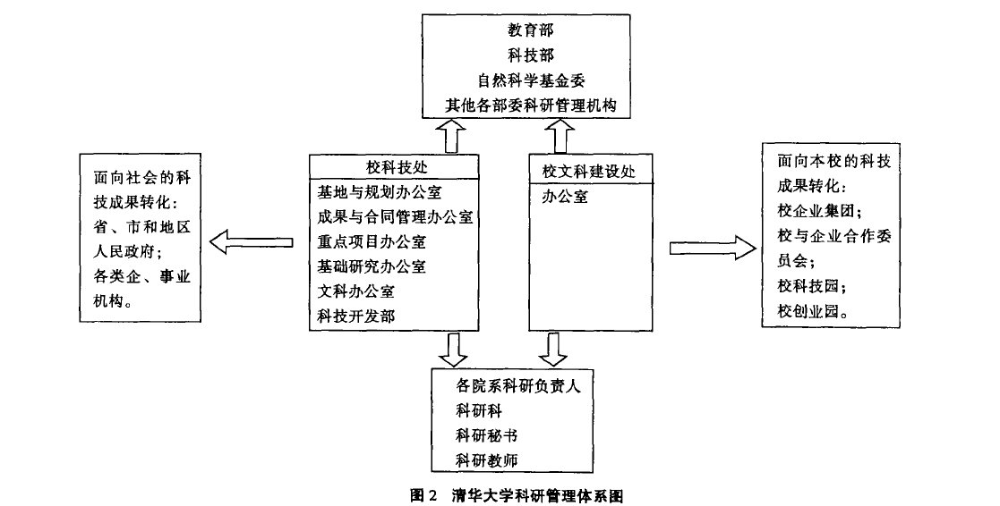 教育部
科技部
自然科学基金委
其他各部委科研管理机构
面向社会的科
技成果转化：
省、市和地区
人民政府；
各类企、事业
机构。
校科技处
基地与规划办公室
成果与合同管理办公室
重点项目办公室
基础研究办公室
文科办公室
科技开发部
校文科建设处
办公室
面向本校的科技
成果转化：
校企业集团；
校与企业合作委
员会；
校科技园；
校创业园。
各院系科研负责人
科研科
科研秘书
科研教师
图2 清华大学科研管理体系图